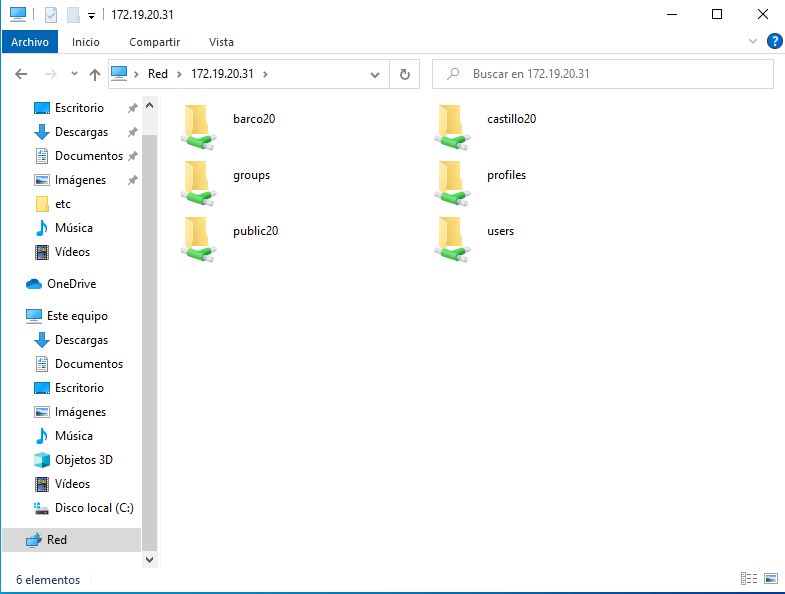 172.19.20.31
Archivo Inicio Compartir Vista
Red 172.19.20.31 Buscar en 172.19.20.31
Escritorio
Descargas
Documentos
Imágenes
etc
Música
Vídeos
OneDrive
Este equipo
Descargas
Documentos
Escritorio
Imágenes
Música
Objetos 3D
Vídeos
Disco local (C:)
Red
barco20 castillo20
groups profiles
public20 users
6 elementos